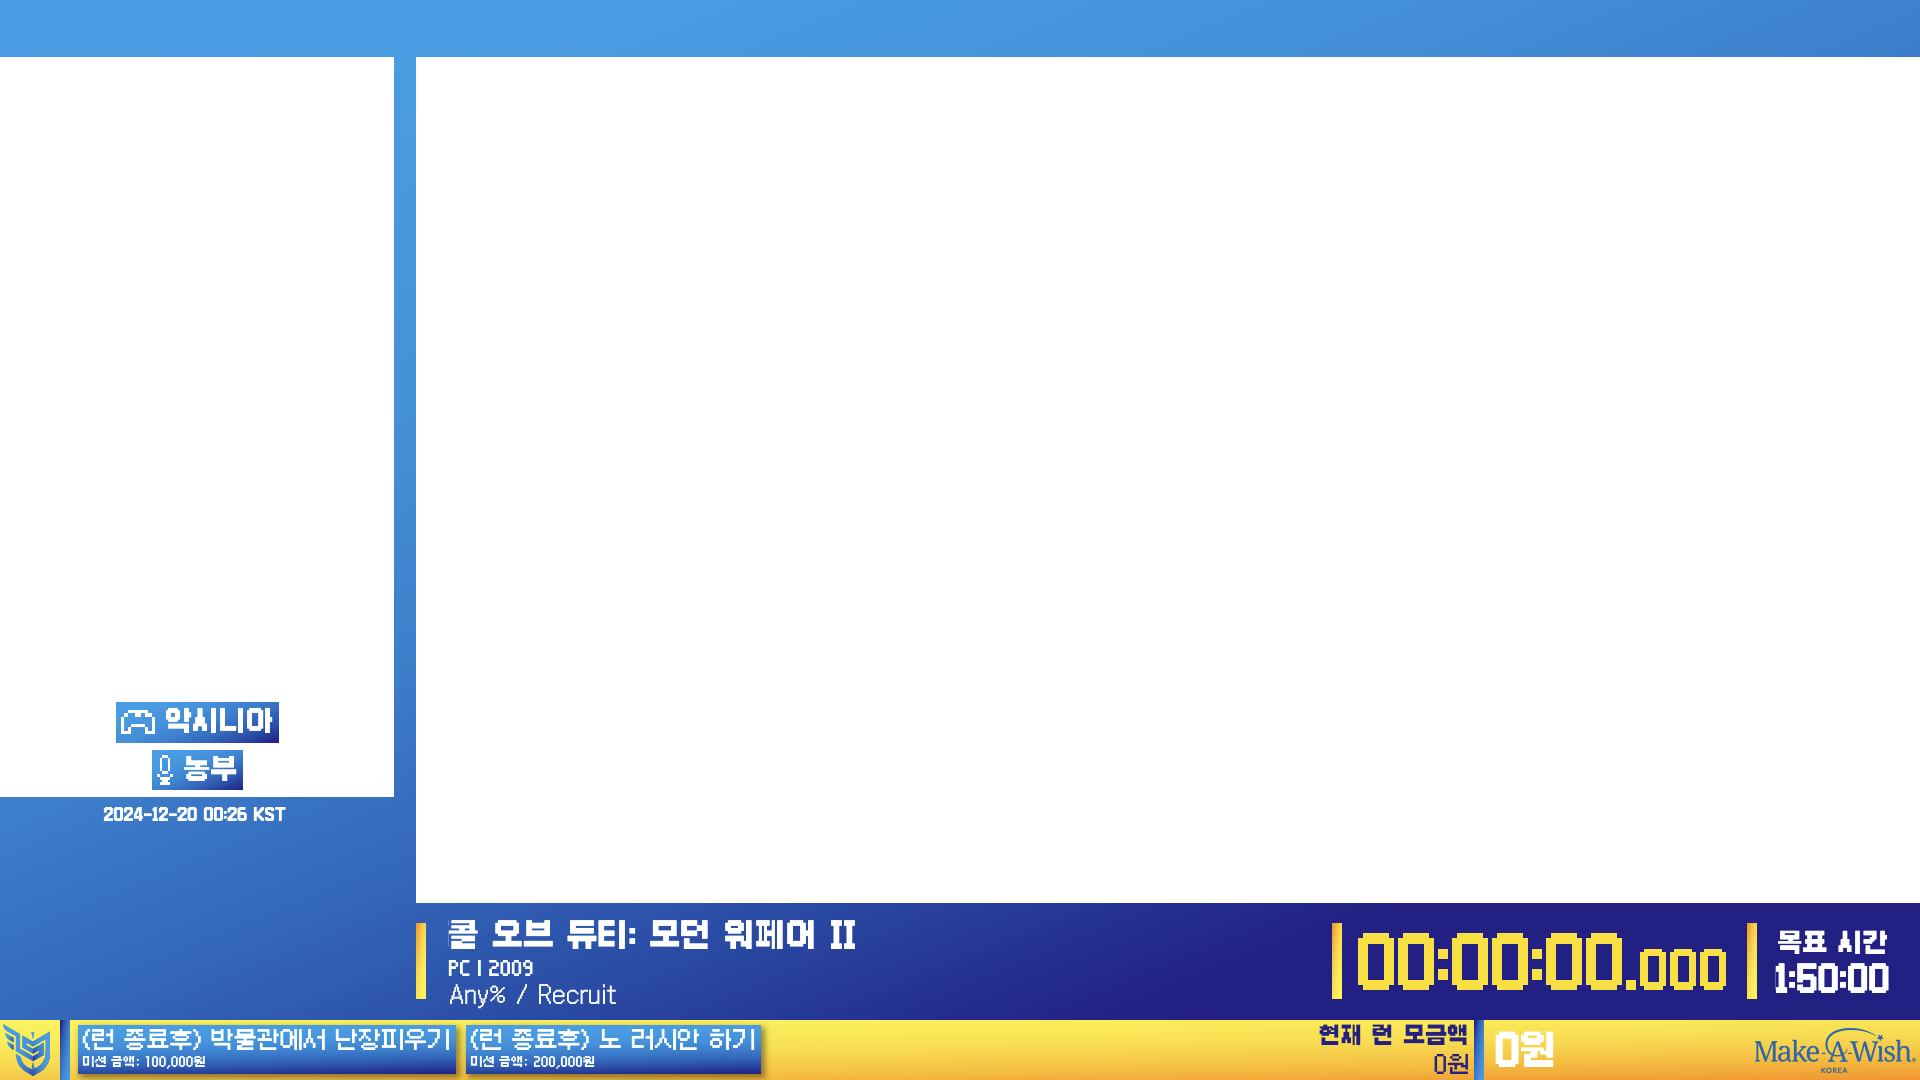 악시니아
농부
2024-12-20 00:26 KST
콜 오브 듀티: 모던 워페어 II
PC | 2009
Any% / Recruit
00:00:00.000
목표 시간
1:50:00
(런 종료후) 박물관에서 난장피우기
미션 금액: 100,000원
(런 종료후) 노 러시안 하기
미션 금액: 200,000원
현재 런 모금액
0원
0원
Make-A-Wish®
KOREA